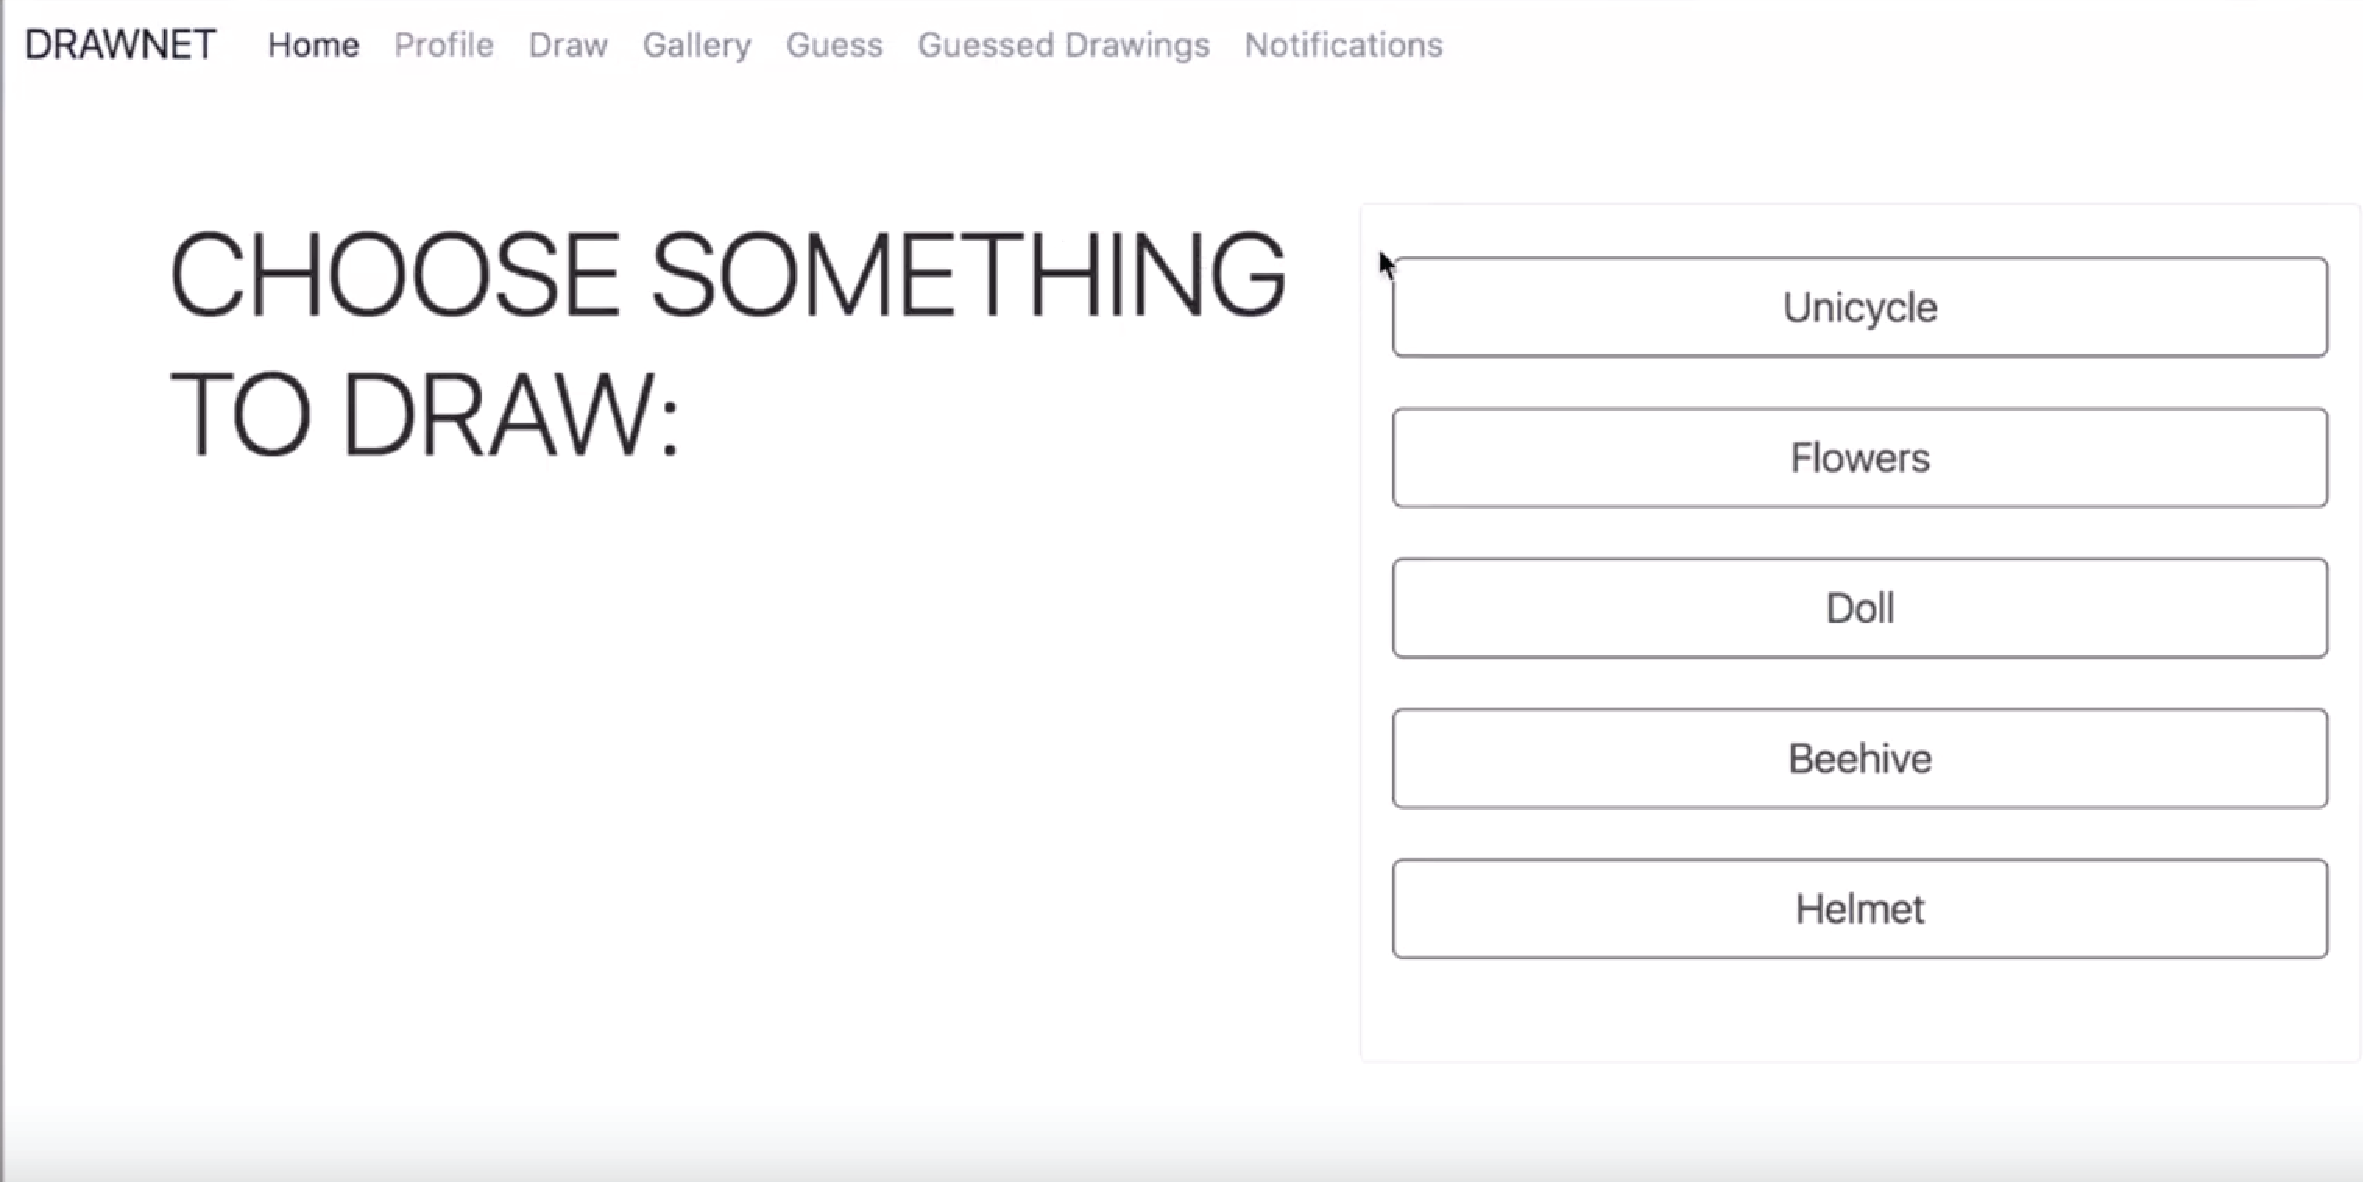 DRAWNET Home Profile Draw Gallery Guess Guessed Drawings Notifications
CHOOSE SOMETHING
TO DRAW:
Unicycle
Flowers
Doll
Beehive
Helmet